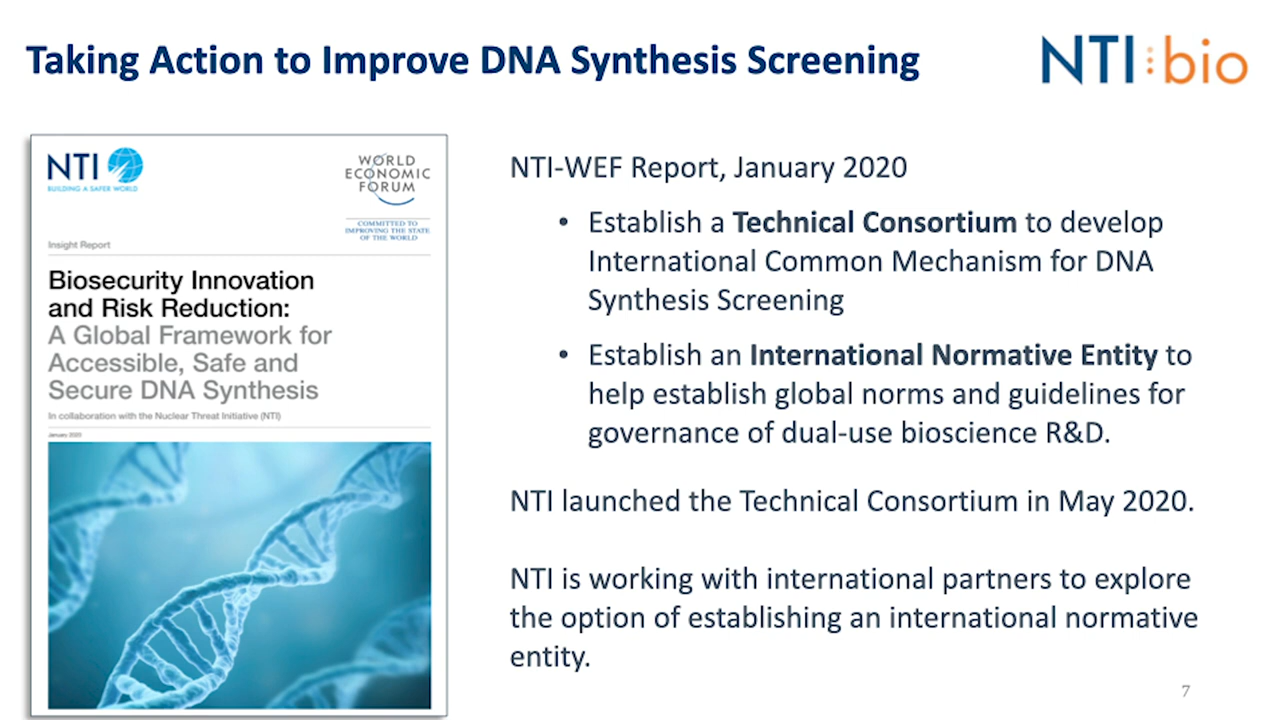 Taking Action to Improve DNA Synthesis Screening
NTI:bio
NTI
BUILDING A SAFER WORLD
WORLD
ECONOMIC
FORUM
COMMITTED TO
IMPROVING THE STATE
OF THE WORLD
Insight Report
Biosecurity Innovation
and Risk Reduction:
A Global Framework for
Accessible, Safe and
Secure DNA Synthesis
In collaboration with the Nuclear Threat Initiative (NTI)
January 2020
NTI-WEF Report, January 2020
• Establish a Technical Consortium to develop
International Common Mechanism for DNA
Synthesis Screening
• Establish an International Normative Entity to
help establish global norms and guidelines for
governance of dual-use bioscience R&D.
NTI launched the Technical Consortium in May 2020.
NTI is working with international partners to explore
the option of establishing an international normative
entity.
7